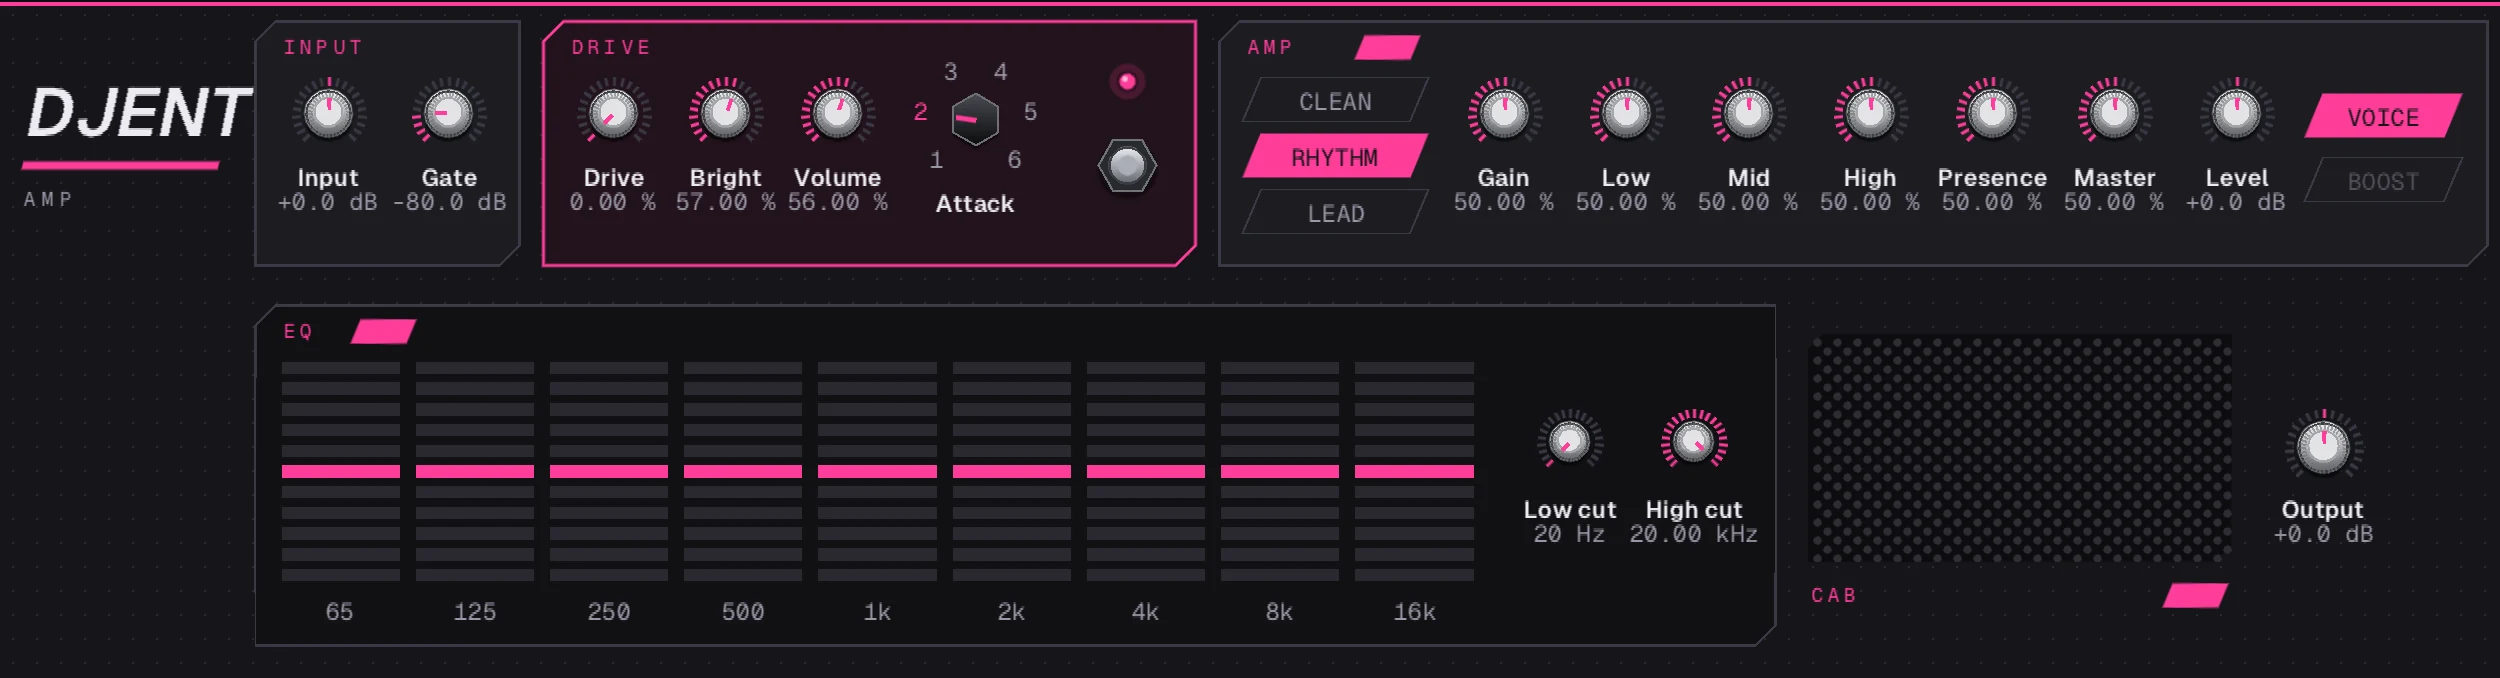 DJENT
AMP
INPUT
Input
+0.0 dB
Gate
-80.0 dB
DRIVE
Drive
0.00 %
Bright
57.00 %
Volume
56.00 %
1
2
3
4
5
6
Attack
AMP
CLEAN
RHYTHM
LEAD
Gain
50.00 %
Low
50.00 %
Mid
50.00 %
High
50.00 %
Presence
50.00 %
Master
50.00 %
Level
+0.0 dB
VOICE
BOOST
EQ
65
125
250
500
1k
2k
4k
8k
16k
Low cut
20 Hz
High cut
20.00 kHz
CAB
Output
+0.0 dB